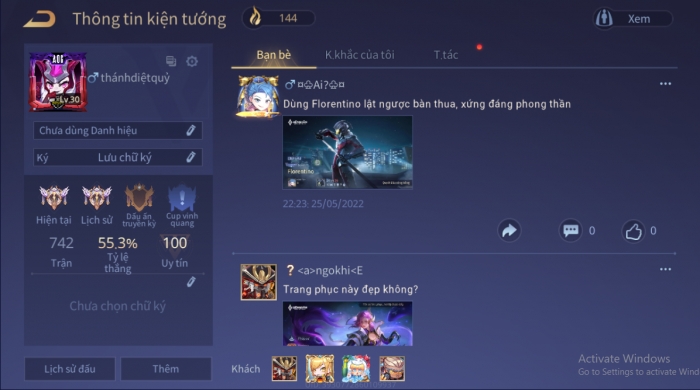 Thông tin kiện tướng
144
Xem
Bạn bè
K.khắc của tôi
T.tác
AOE
Lv.30
thánhdiệtquỷ
Chưa dùng Danh hiệu
Ký
Lưu chữ ký
Hiện tại
Lịch sử
Dấu ấn truyền kỳ
Cup vinh quang
742
55.3%
100
Trận
Tỷ lệ thắng
Uy tín
Chưa chọn chữ ký
Lịch sử đấu
Thêm
¤♧Ai?♧¤
Dùng Florentino lật ngược bàn thua, xứng đáng phong thần
Florentino
22:23: 25/05/2022
0
0
? <a>ngokhi<E
Trang phục này đẹp không?
Khách
Activate Windows
Go to Settings to activate Wind